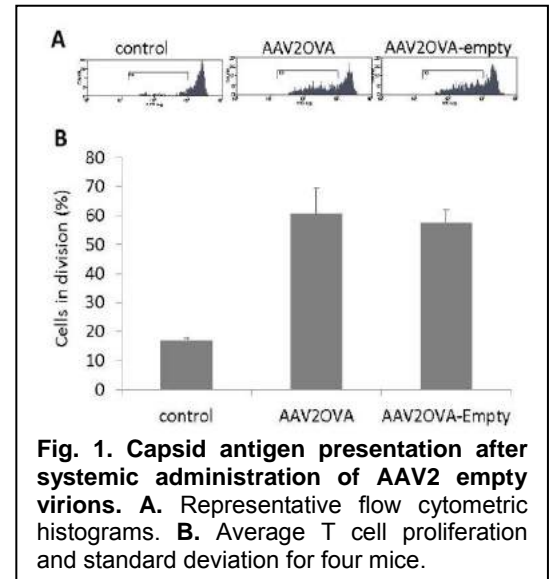 A
control
AAV2OVA
AAV2OVA-empty
B
Cells in division (%)
80
70
60
50
40
30
20
10
0
control
AAV2OVA
AAV2OVA-Empty
Fig. 1. Capsid antigen presentation after
systemic administration of AAV2 empty
virions. A. Representative flow cytometric
histograms. B. Average T cell proliferation
and standard deviation for four mice.